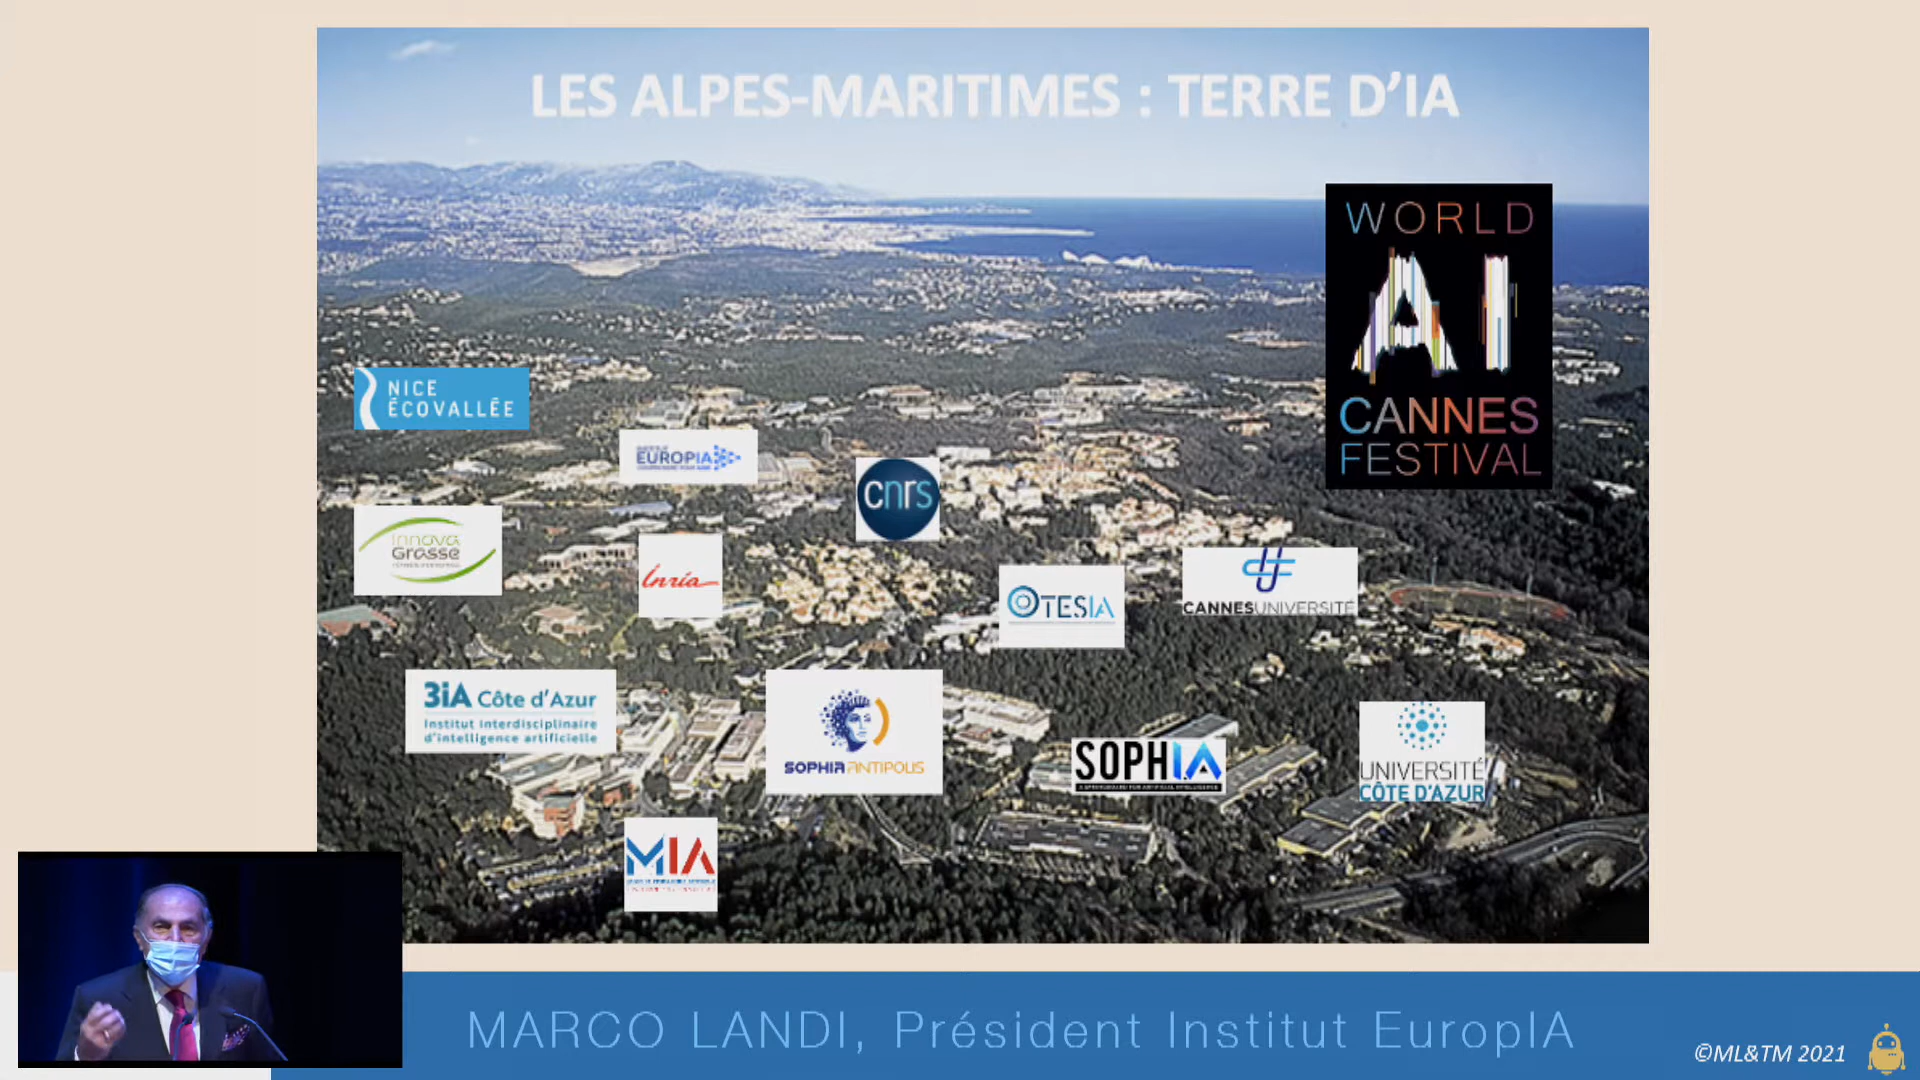 LES ALPES-MARITIMES : TERRE D'IA
WORLD
AI
CANNES
FESTIVAL
NICE
ÉCOVALLÉE
EUROPIA
cnrs
innova
Grasse
Inria
OTESIA
CANNESUNIVERSITÉ
3iA Côte d'Azur
Institut interdisciplinaire
d'intelligence artificielle
SOPHIA ANTIPOLIS
SOPHI.A
UNIVERSITÉ
CÔTE D'AZUR
MIA
MARCO LANDI, Président Institut EuropIA
©ML&TM 2021